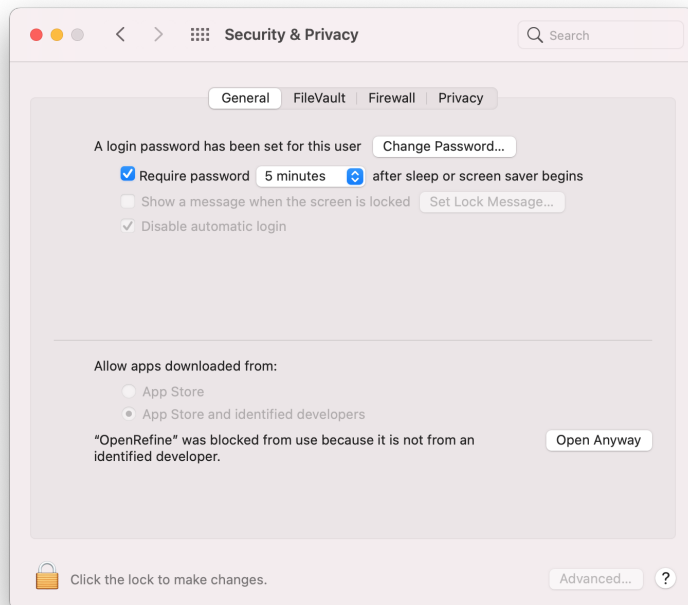 Security & Privacy
Search
General FileVault Firewall Privacy
A login password has been set for this user Change Password...
Require password 5 minutes after sleep or screen saver begins
Show a message when the screen is locked Set Lock Message...
Disable automatic login
Allow apps downloaded from:
App Store
App Store and identified developers
“OpenRefine” was blocked from use because it is not from an Open Anyway
identified developer.
Click the lock to make changes. Advanced... ?